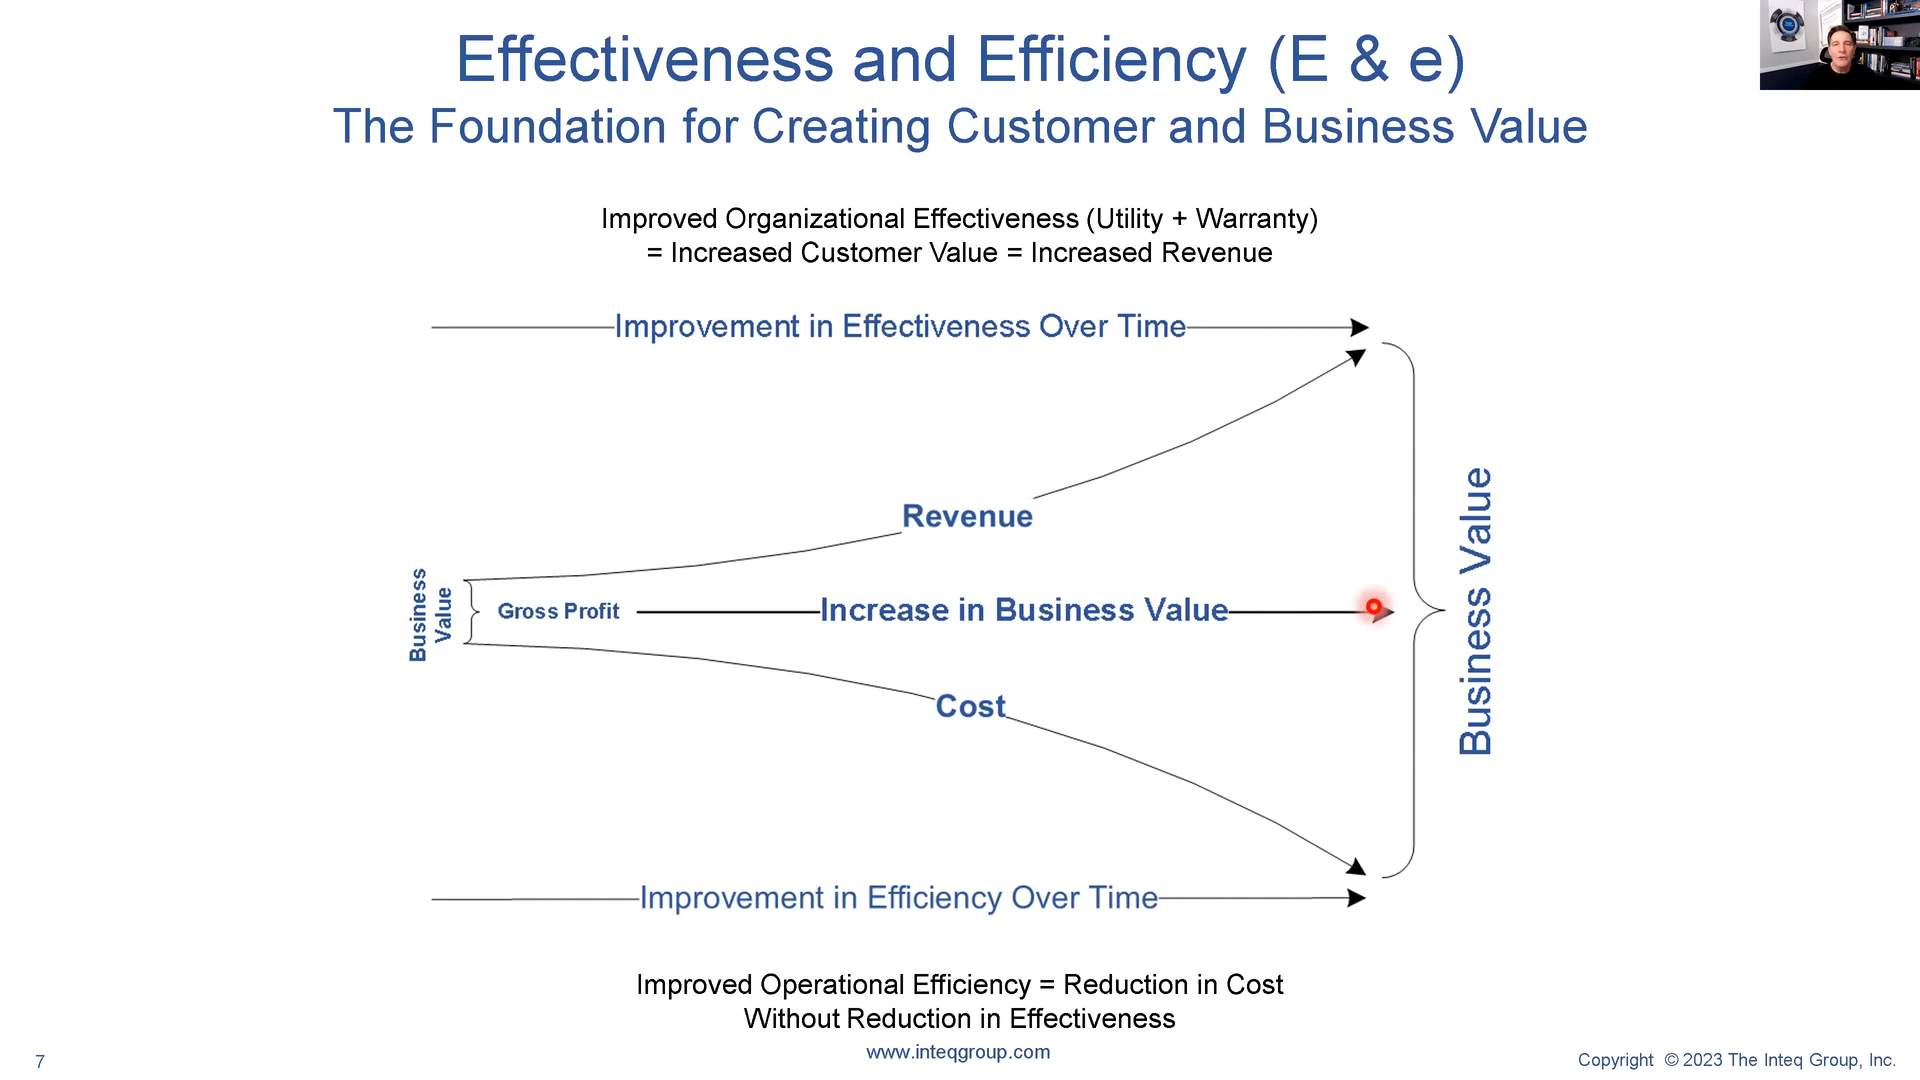 Effectiveness and Efficiency (E & e)
The Foundation for Creating Customer and Business Value
Improved Organizational Effectiveness (Utility + Warranty)
= Increased Customer Value = Increased Revenue
Improvement in Effectiveness Over Time
Revenue
Business
Value
Gross Profit
Increase in Business Value
Business Value
Cost
Improvement in Efficiency Over Time
Improved Operational Efficiency = Reduction in Cost
Without Reduction in Effectiveness
www.inteqgroup.com
7
Copyright © 2023 The Inteq Group, Inc.